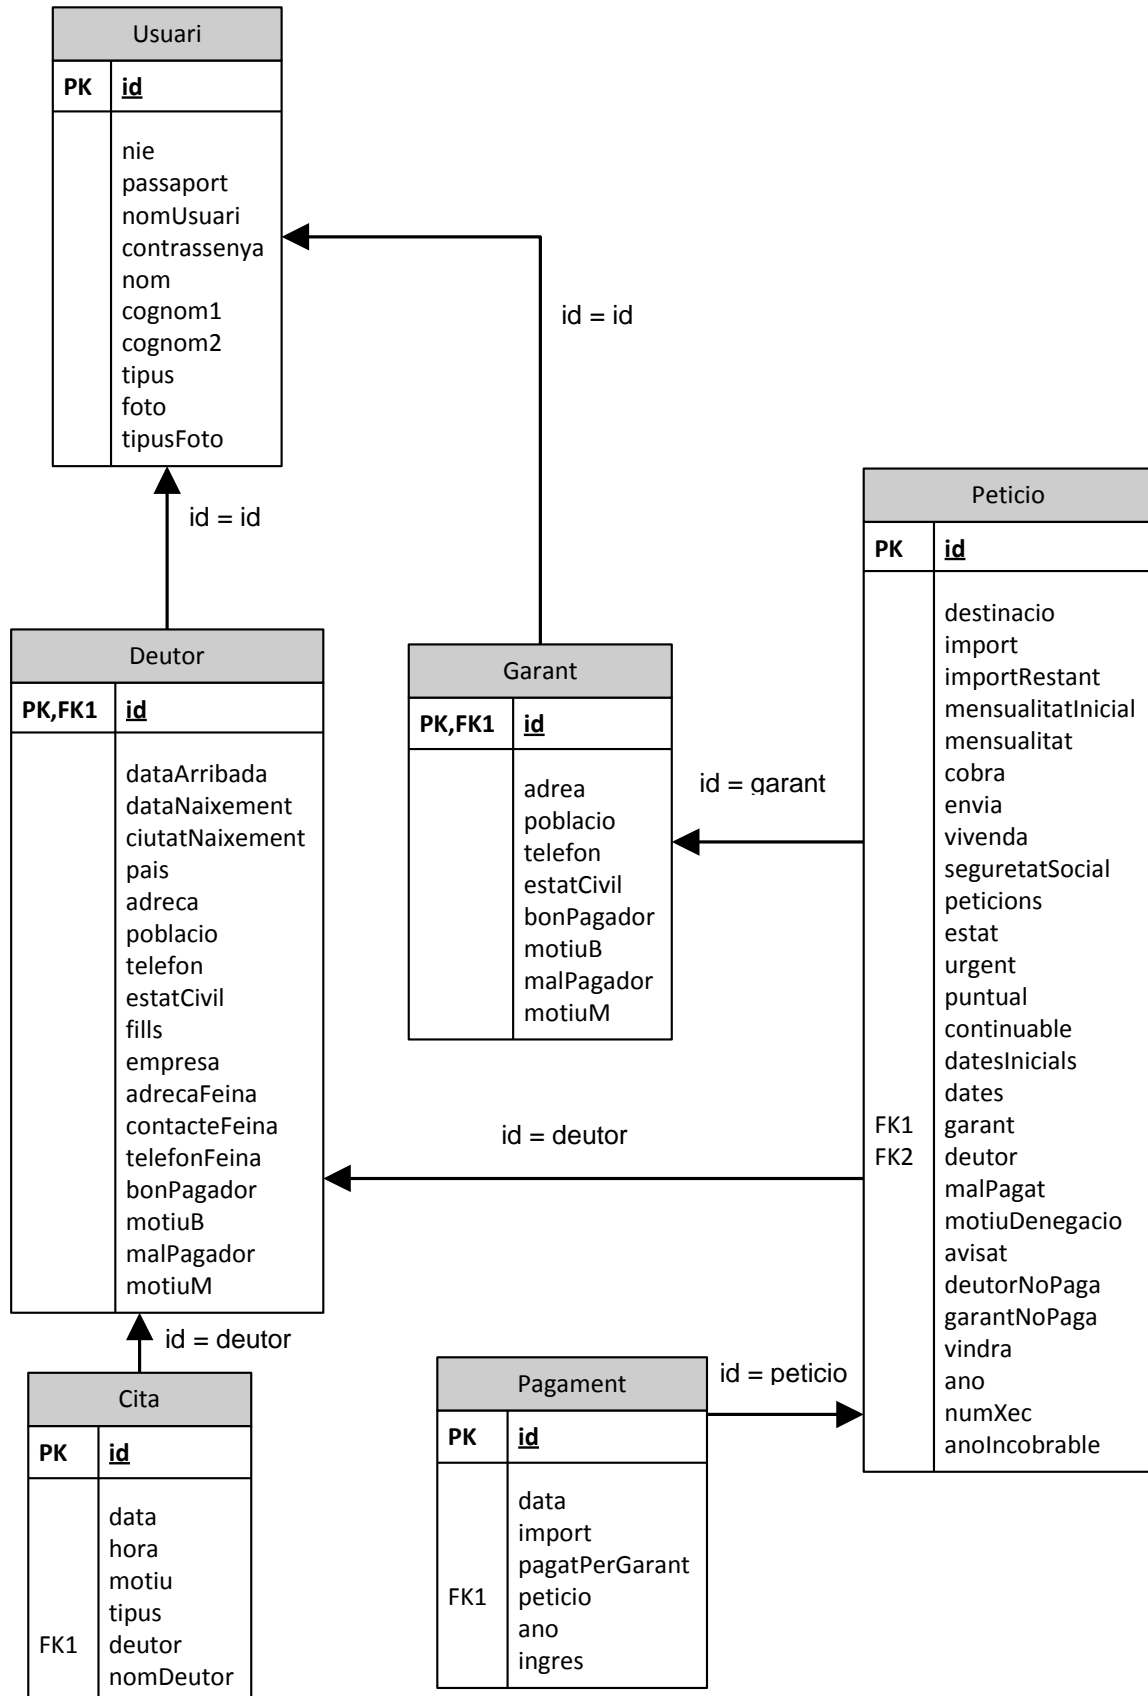 Usuari
PK id
nie
passaport
nomUsuari
contrassenya
nom
cognom1
cognom2
tipus
foto
tipusFoto
id = id
id = id
Deutor
PK,FK1 id
dataArribada
dataNaixement
ciutatNaixement
pais
adreca
poblacio
telefon
estatCivil
fills
empresa
adrecaFeina
contacteFeina
telefonFeina
bonPagador
motiuB
malPagador
motiuM
Garant
PK,FK1 id
adrea
poblacio
telefon
estatCivil
bonPagador
motiuB
malPagador
motiuM
id = garant
id = deutor
Peticio
PK id
destinacio
import
importRestant
mensualitatInicial
mensualitat
cobra
envia
vivenda
seguretatSocial
peticions
estat
urgent
puntual
continuable
datesInicials
dates
FK1 garant
FK2 deutor
malPagat
motiuDenegacio
avisat
deutorNoPaga
garantNoPaga
vindra
ano
numXec
anoIncobrable
id = deutor
Cita
PK id
data
hora
motiu
tipus
FK1 deutor
nomDeutor
Pagament
PK id
data
import
pagatPerGarant
FK1 peticio
ano
ingres
id = peticio